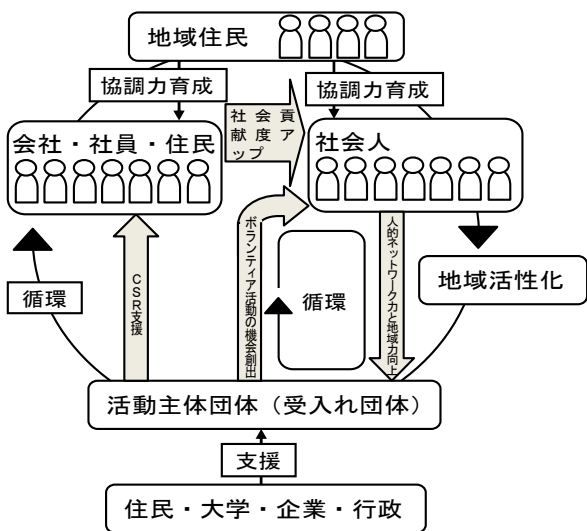 地域住民
協調力育成
協調力育成
社会貢
献度ア
ップ
会社・社員・住民
社会人
循環
CSR支援
ボランティア活動の機会創出
循環
人的ネットワーク力と地域力向上
地域活性化
活動主体団体（受入れ団体）
支援
住民・大学・企業・行政